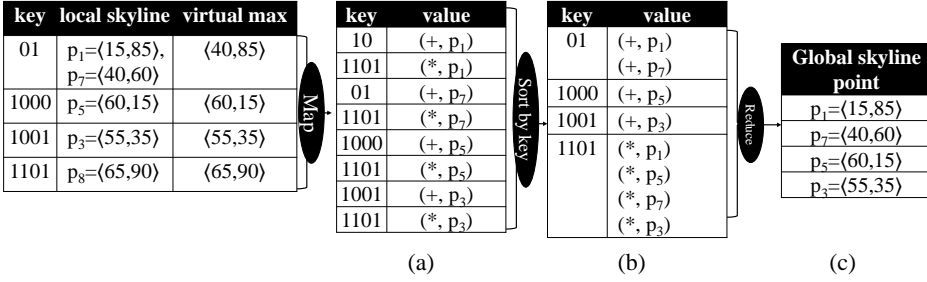 key local skyline virtual max
01 p1=⟨15,85⟩, ⟨40,85⟩
p7=⟨40,60⟩
1000 p5=⟨60,15⟩ ⟨60,15⟩
1001 p3=⟨55,35⟩ ⟨55,35⟩
1101 p8=⟨65,90⟩ ⟨65,90⟩
Map
key value
10 (+, p1)
1101 (*, p1)
01 (+, p7)
1101 (*, p7)
1000 (+, p5)
1101 (*, p5)
1001 (+, p3)
1101 (*, p3)
Sort by key
key value
01 (+, p1)
(+, p7)
1000 (+, p5)
1001 (+, p3)
1101 (*, p1)
(*, p5)
(*, p7)
(*, p3)
Reduce
Global skyline
point
p1=⟨15,85⟩
p7=⟨40,60⟩
p5=⟨60,15⟩
p3=⟨55,35⟩
(a) (b) (c)